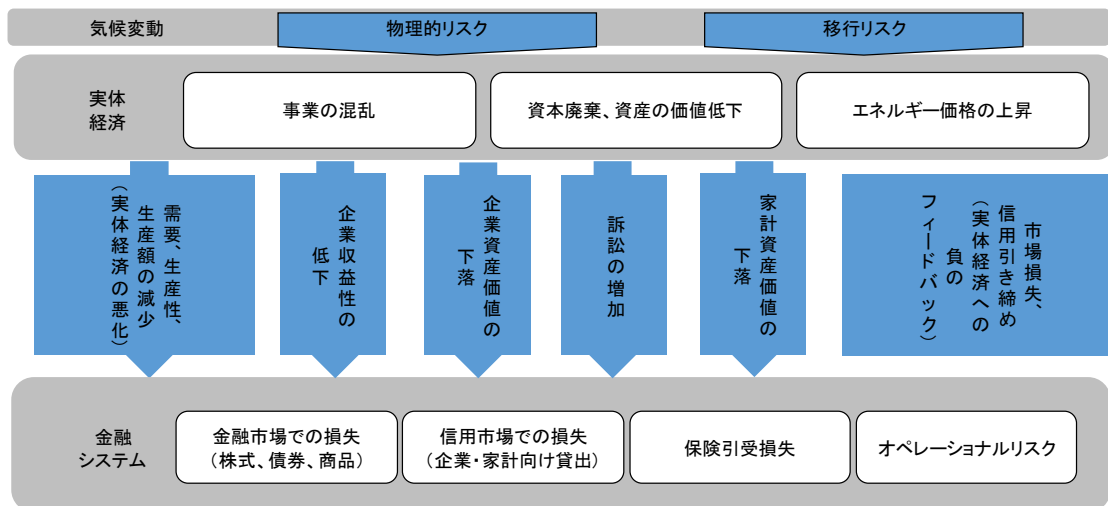 気候変動
物理的リスク
移行リスク
実体
経済
事業の混乱
資本廃棄、資産の価値低下
エネルギー価格の上昇
需要、生産性、
生産額の減少
（実体経済の悪化）
企業収益性の
低下
企業資産価値の
下落
訴訟の増加
家計資産価値の
下落
市場損失、
信用引き締め
（実体経済への
負の
フィードバック）
金融
システム
金融市場での損失
（株式、債券、商品）
信用市場での損失
（企業・家計向け貸出）
保険引受損失
オペレーショナルリスク